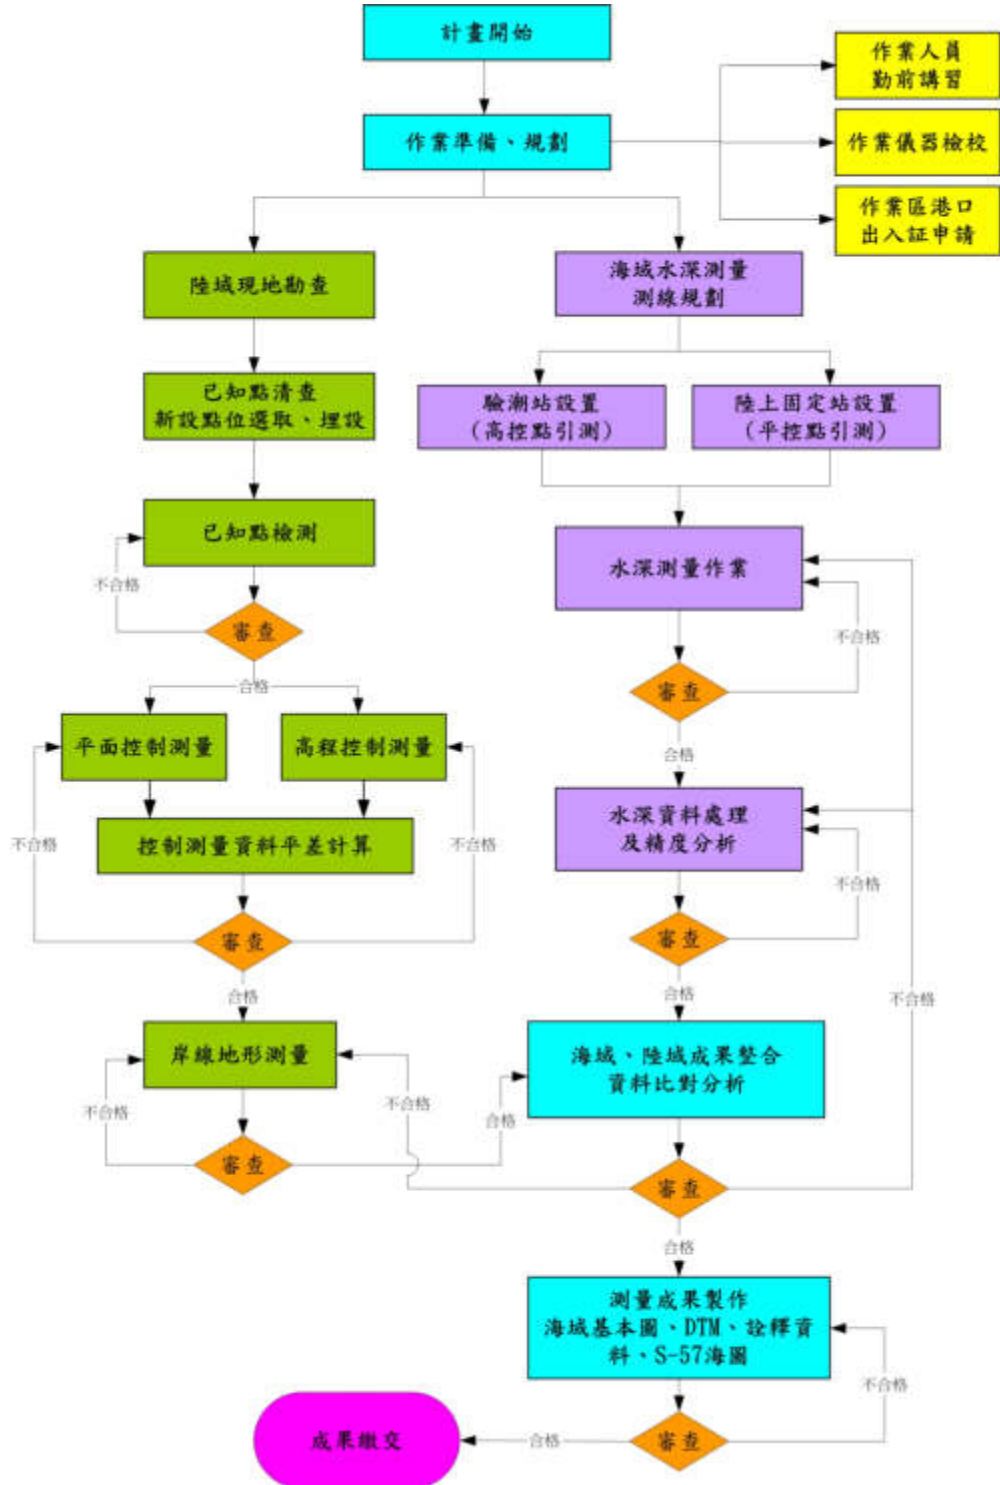 計畫開始
作業人員
勤前講習
作業準備、規劃
作業儀器檢校
作業區港口
出入証申請
陸域現地勘查
海域水深測量
測線規劃
已知點清查
新設點位選取、埋設
驗潮站設置
(高控點引測)
陸上固定站設置
(平控點引測)
已知點檢測
不合格
審查
合格
水深測量作業
不合格
審查
合格
平面控制測量
高程控制測量
不合格
控制測量資料平差計算
不合格
審查
合格
水深資料處理
及精度分析
不合格
審查
合格
不合格
岸線地形測量
不合格
審查
合格
不合格
海域、陸域成果整合
資料比對分析
審查
合格
測量成果製作
海域基本圖、DTM、詮釋資
料、S-57海圖
不合格
審查
合格
成果繳交